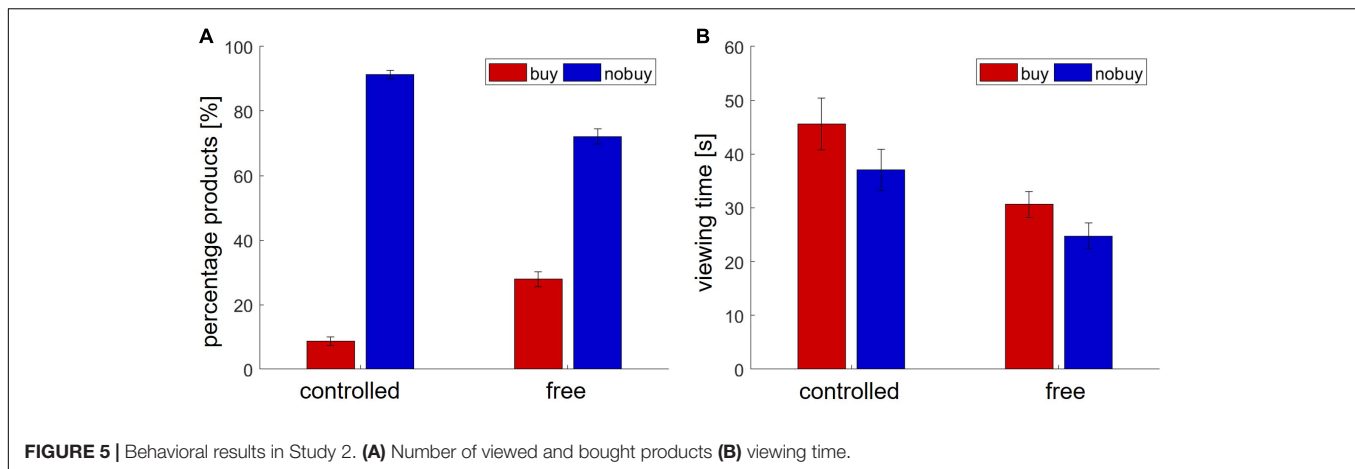 A
100
80
60
40
20
0
percentage products [%]
buy nobuy
controlled free
B
60
50
40
30
20
10
0
viewing time [s]
buy nobuy
controlled free
FIGURE 5 | Behavioral results in Study 2. (A) Number of viewed and bought products (B) viewing time.